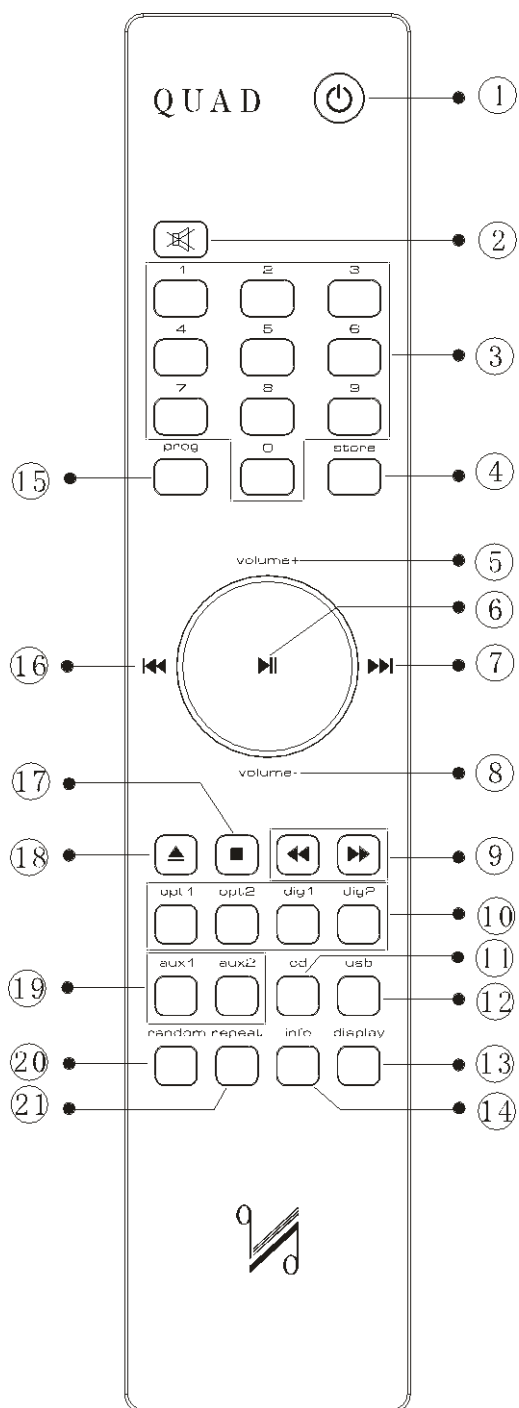 QUAD
①
②
1 2 3
4 5 6
③
7 8 9
prog 0 store
⑮
④
volume+
⑤
⑥
⑯
⑦
volume-
⑧
⑰
⑱
⑨
opt1 opt2 dig1 dig2
⑩
⑪
aux1 aux2 cd usb
⑲
⑫
random repeat info display
⑳
⑬
㉑
⑭